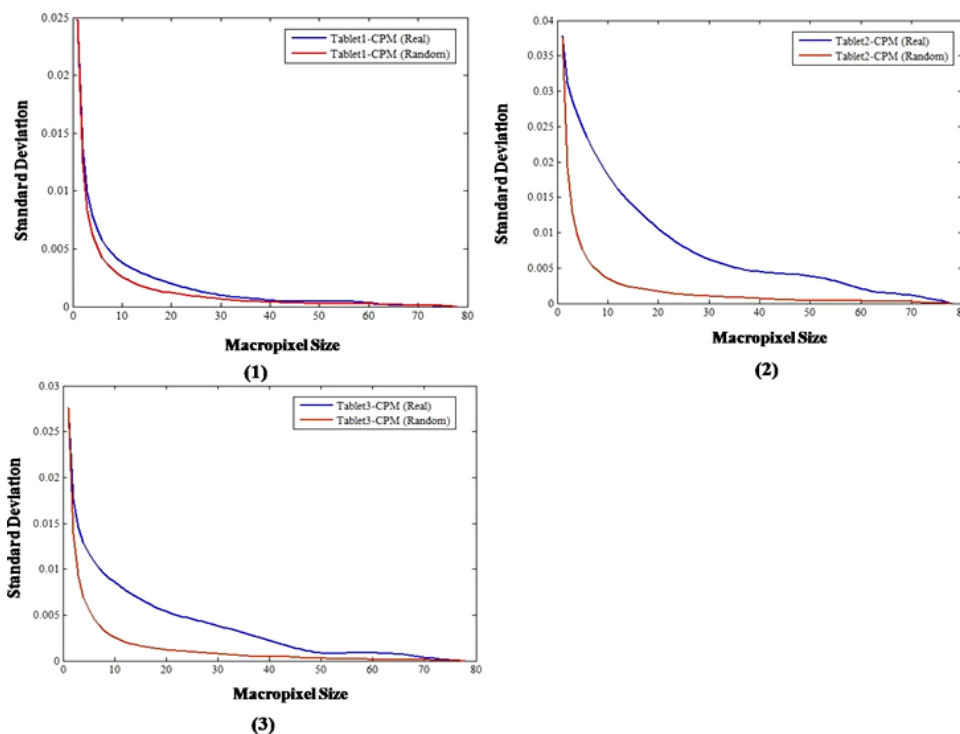 0.025
0.02
0.015
0.01
0.005
0
Standard Deviation
Tablet1-CPM (Real)
Tablet1-CPM (Random)
0 10 20 30 40 50 60 70 80
Macropixel Size
(1)
0.04
0.035
0.03
0.025
0.02
0.015
0.01
0.005
0
Standard Deviation
Tablet2-CPM (Real)
Tablet2-CPM (Random)
0 10 20 30 40 50 60 70 80
Macropixel Size
(2)
0.03
0.025
0.02
0.015
0.01
0.005
0
Standard Deviation
Tablet3-CPM (Real)
Tablet3-CPM (Random)
0 10 20 30 40 50 60 70 80
Macropixel Size
(3)